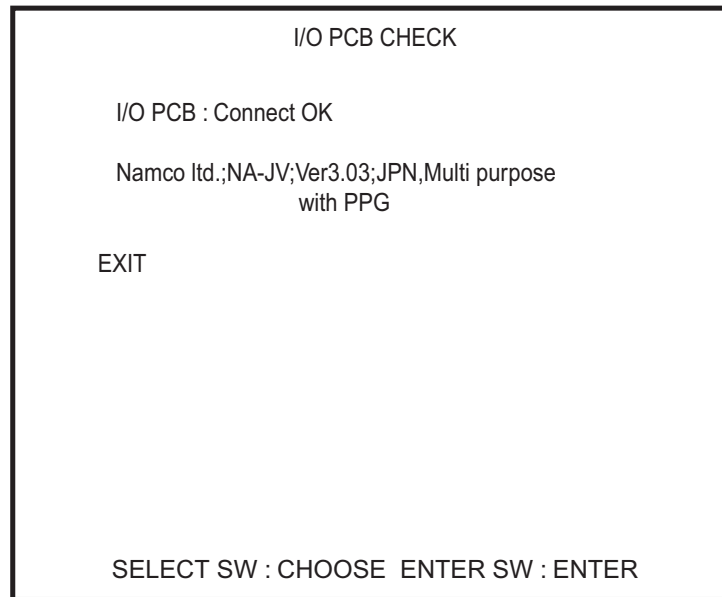 I/O PCB CHECK
I/O PCB : Connect OK
Namco ltd.;NA-JV;Ver3.03;JPN,Multi purpose
with PPG
EXIT
SELECT SW : CHOOSE  ENTER SW : ENTER